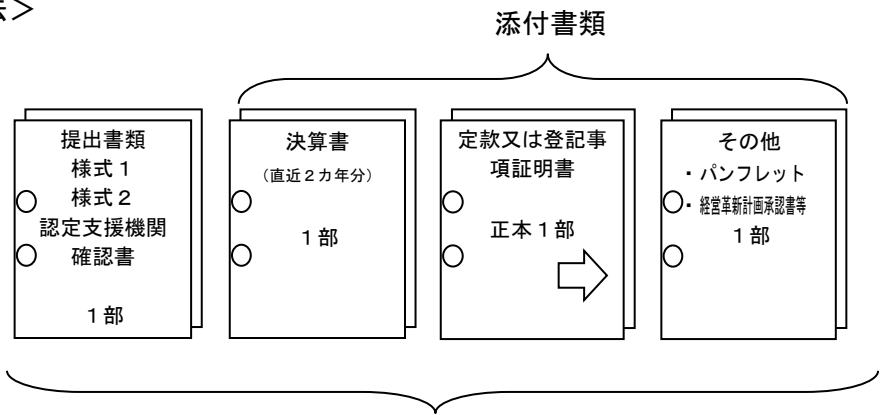 法＞
添付書類
提出書類
様式１
様式２
認定支援機関
確認書
１部
決算書
（直近２カ年分）
１部
定款又は登記事
項証明書
正本１部
その他
・パンフレット
・経営革新計画承認書等
１部